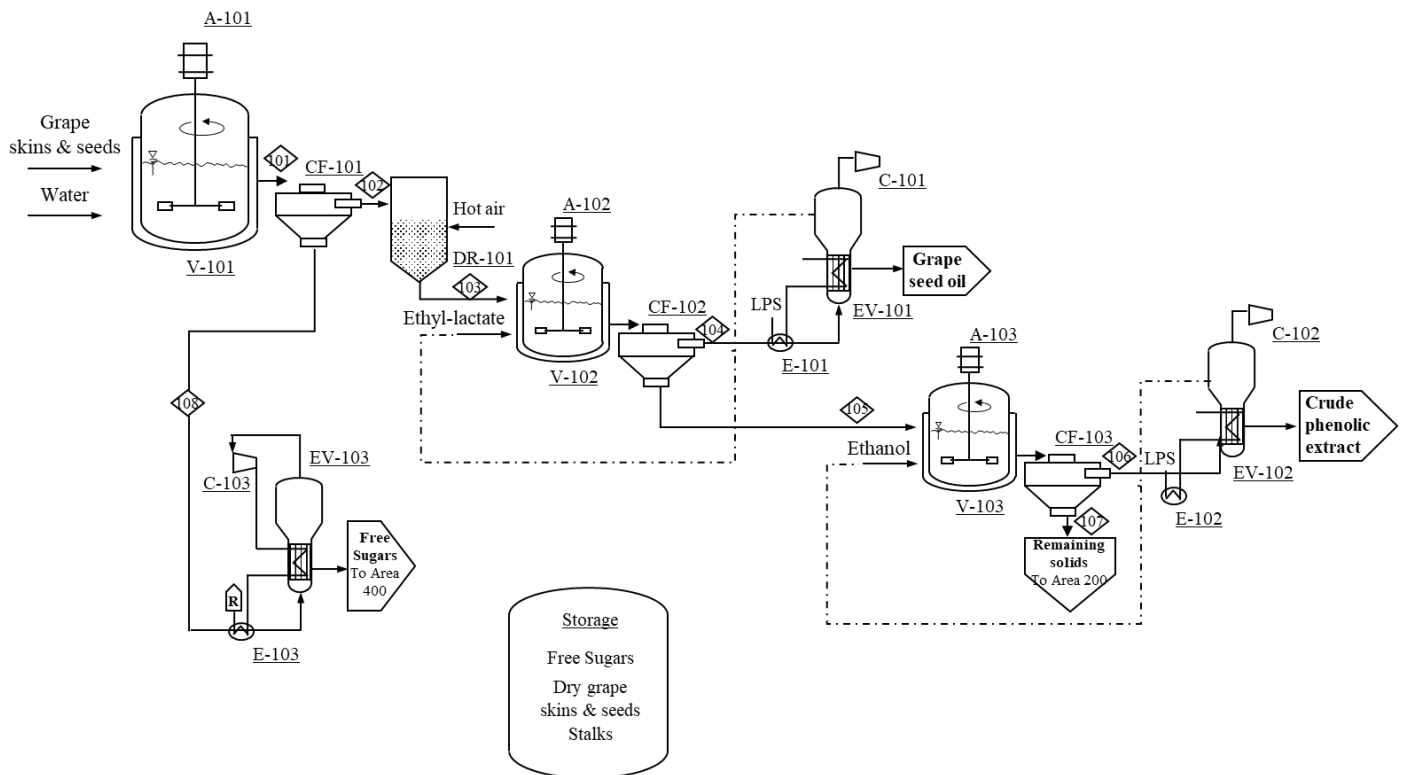 A-101
Grape
skins & seeds
Water
101
CF-101
102
V-101
Hot air
DR-101
103
A-102
C-101
Grape
seed oil
Ethyl-lactate
CF-102
104
LPS
EV-101
E-101
V-102
A-103
C-102
108
105
Crude
phenolic
extract
Ethanol
CF-103
106
LPS
EV-102
E-102
V-103
107
Remaining
solids
To Area 200
EV-103
C-103
Free
Sugars
To Area
400
R
E-103
Storage
Free Sugars
Dry grape
skins & seeds
Stalks